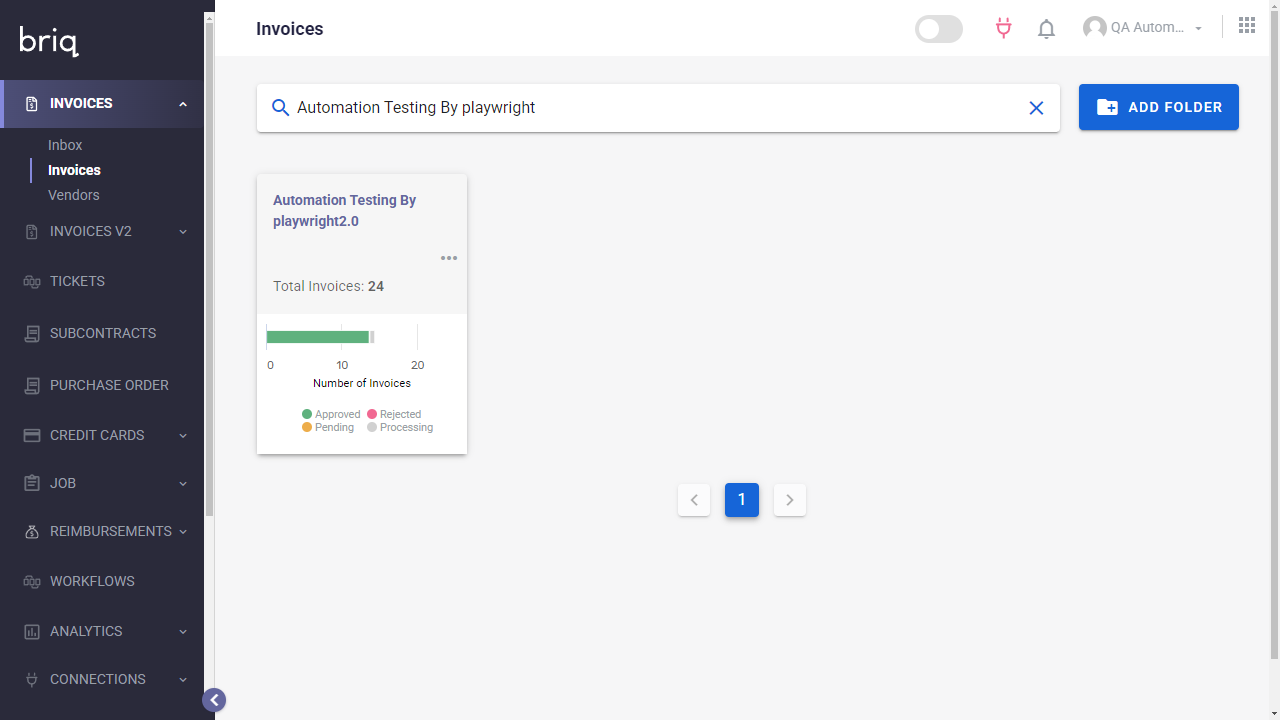 briq
INVOICES
Inbox
Invoices
Vendors
INVOICES V2
TICKETS
SUBCONTRACTS
PURCHASE ORDER
CREDIT CARDS
JOB
REIMBURSEMENTS
WORKFLOWS
ANALYTICS
CONNECTIONS
Invoices
QA Autom...
Automation Testing By playwright
ADD FOLDER
Automation Testing By
playwright2.0
Total Invoices: 24
0 10 20
Number of Invoices
Approved Rejected
Pending Processing
1